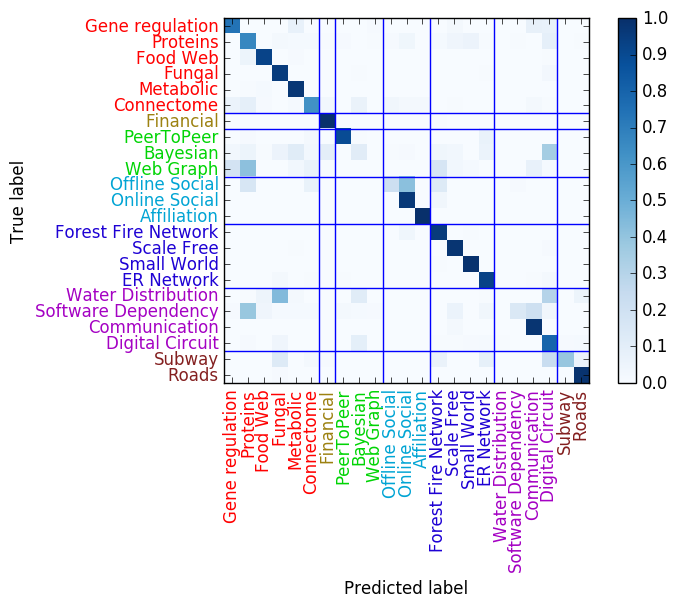 True label
Gene regulation
Proteins
Food Web
Fungal
Metabolic
Connectome
Financial
PeerToPeer
Bayesian
Web Graph
Offline Social
Online Social
Affiliation
Forest Fire Network
Scale Free
Small World
ER Network
Water Distribution
Software Dependency
Communication
Digital Circuit
Subway
Roads
1.0
0.9
0.8
0.7
0.6
0.5
0.4
0.3
0.2
0.1
0.0
Gene regulation
Proteins
Food Web
Fungal
Metabolic
Connectome
Financial
PeerToPeer
Bayesian
Web Graph
Offline Social
Online Social
Affiliation
Forest Fire Network
Scale Free
Small World
ER Network
Water Distribution
Software Dependency
Communication
Digital Circuit
Subway
Roads
Predicted label